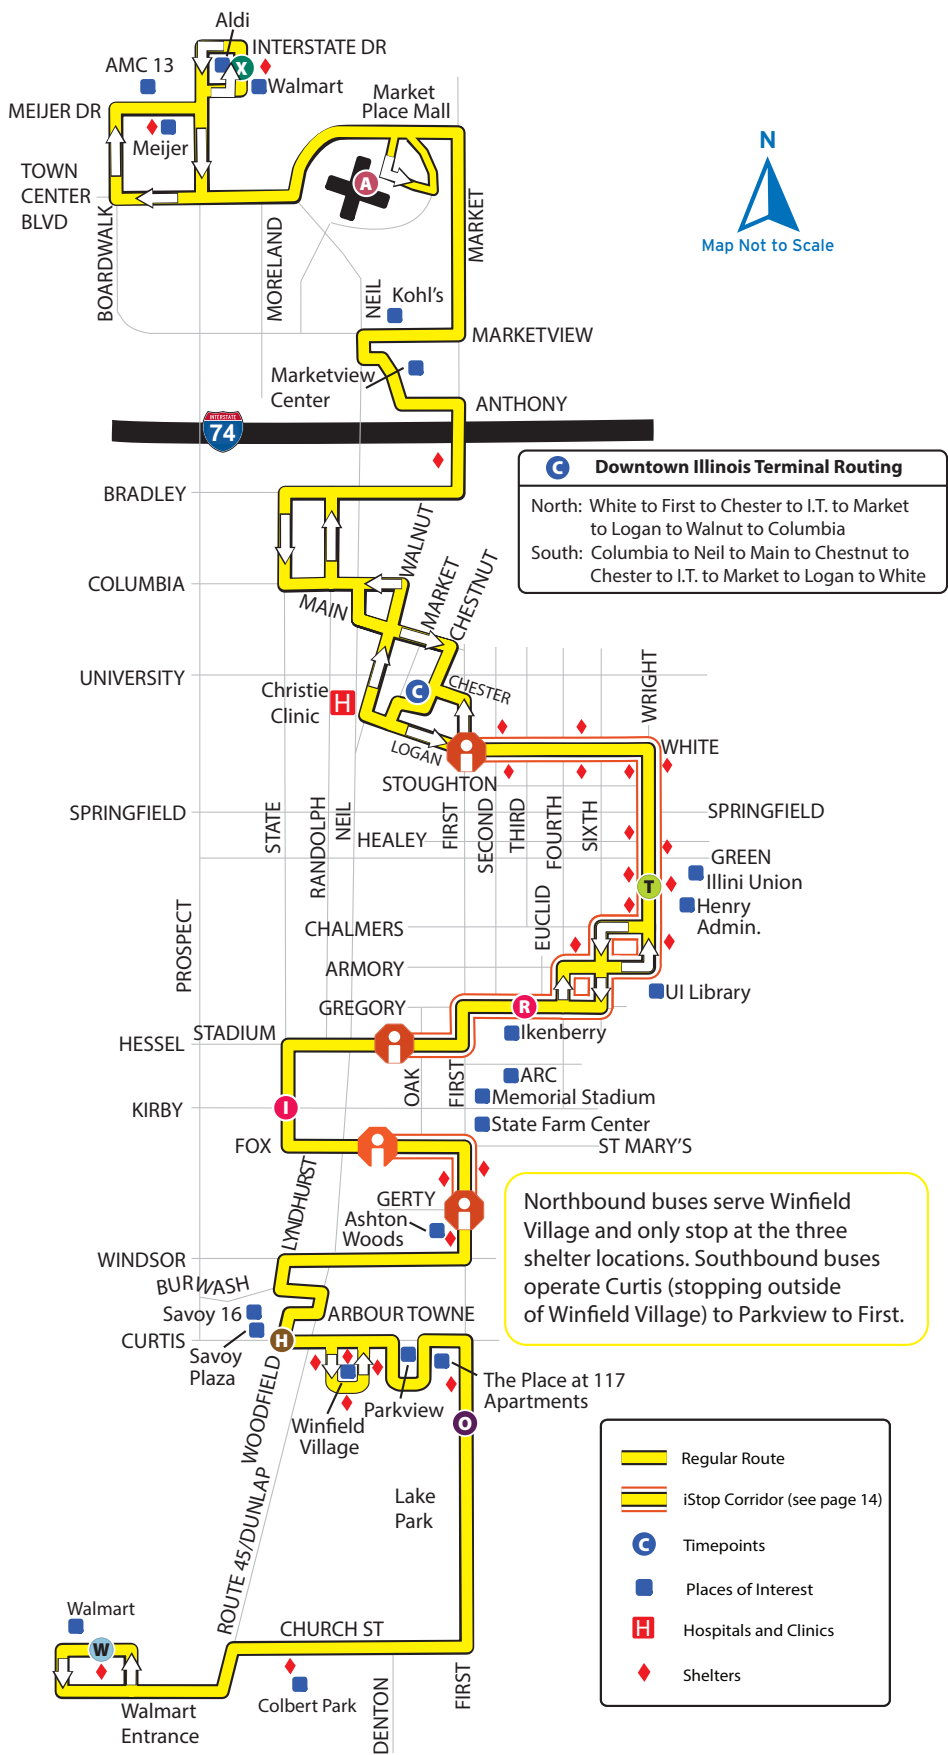 Aldi
INTERSTATE DR
AMC 13
X
Walmart
MEIJER DR
Meijer
Market
Place Mall
A
TOWN
CENTER
BLVD
BOARDWALK
MORELAND
NEIL
MARKET
N
Map Not to Scale
Kohl's
MARKETVIEW
Marketview
Center
ANTHONY
INTERSTATE
74
C Downtown Illinois Terminal Routing
North: White to First to Chester to I.T. to Market
to Logan to Walnut to Columbia
South: Columbia to Neil to Main to Chestnut to
Chester to I.T. to Market to Logan to White
BRADLEY
WALNUT
MARKET
CHESTNUT
COLUMBIA
MAIN
UNIVERSITY
Christie
Clinic
H
C
CHESTER
LOGAN
WRIGHT
WHITE
STOUGHTON
SPRINGFIELD
STATE
RANDOLPH
NEIL
HEALEY
FIRST
SECOND
THIRD
FOURTH
SIXTH
SPRINGFIELD
GREEN
T
Illini Union
Henry
Admin.
PROSPECT
EUCLID
CHALMERS
ARMORY
UI Library
GREGORY
R
Ikenberry
STADIUM
HESSEL
OAK
FIRST
ARC
Memorial Stadium
State Farm Center
KIRBY
I
FOX
ST MARY'S
LYNDHURST
GERTY
Ashton
Woods
Northbound buses serve Winfield
Village and only stop at the three
shelter locations. Southbound buses
operate Curtis (stopping outside
of Winfield Village) to Parkview to First.
WINDSOR
BURWASH
Savoy 16
ARBOUR TOWNE
CURTIS
H
Savoy
Plaza
WOODFIELD
Winfield
Village
Parkview
The Place at 117
Apartments
O
ROUTE 45/DUNLAP
Lake
Park
Regular Route
iStop Corridor (see page 14)
C Timepoints
Places of Interest
H Hospitals and Clinics
Shelters
Walmart
W
CHURCH ST
Colbert Park
DENTON
FIRST
Walmart
Entrance